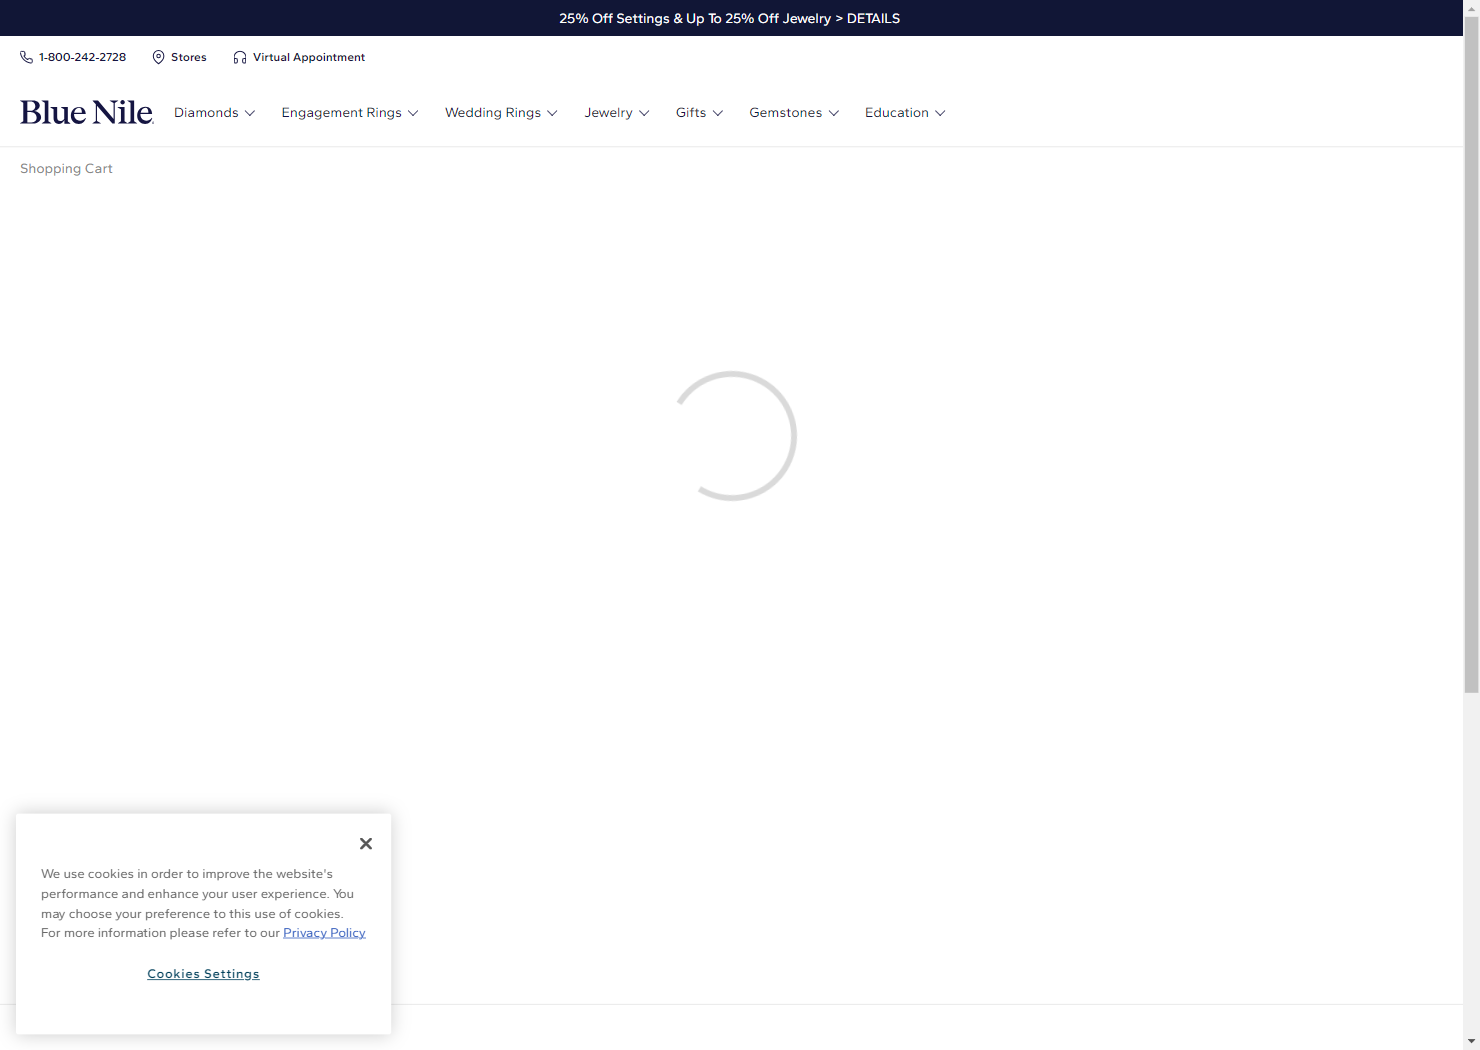 25% Off Settings & Up To 25% Off Jewelry > DETAILS
1-800-242-2728 Stores Virtual Appointment
Blue Nile Diamonds Engagement Rings Wedding Rings Jewelry Gifts Gemstones Education
Shopping Cart
We use cookies in order to improve the website's
performance and enhance your user experience. You
may choose your preference to this use of cookies.
For more information please refer to our Privacy Policy
Cookies Settings